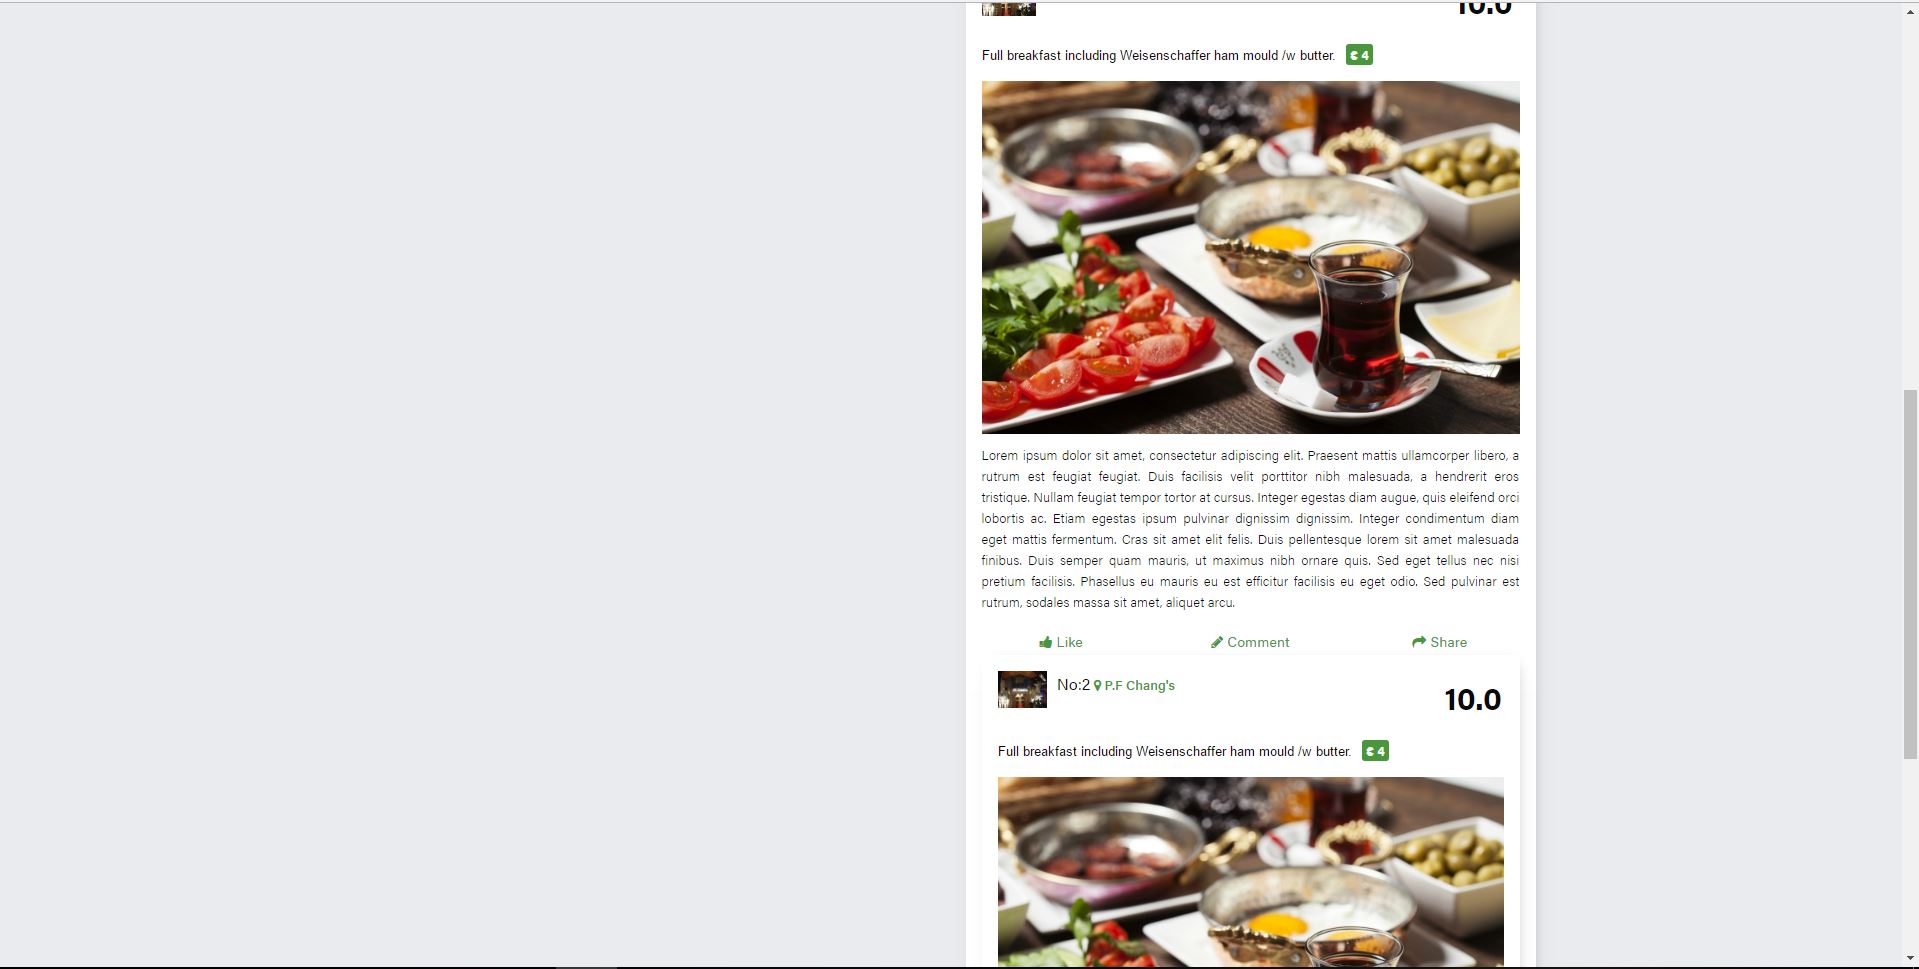 10.0
Full breakfast including Weisenschaffer ham mould /w butter. € 4
Lorem ipsum dolor sit amet, consectetur adipiscing elit. Praesent mattis ullamcorper libero, a
rutrum est feugiat feugiat. Duis facilisis velit porttitor nibh malesuada, a hendrerit eros
tristique. Nullam feugiat tempor tortor at cursus. Integer egestas diam augue, quis eleifend orci
lobortis ac. Etiam egestas ipsum pulvinar dignissim dignissim. Integer condimentum diam
eget mattis fermentum. Cras sit amet elit felis. Duis pellentesque lorem sit amet malesuada
finibus. Duis semper quam mauris, ut maximus nibh ornare quis. Sed eget tellus nec nisi
pretium facilisis. Phasellus eu mauris eu est efficitur facilisis eu eget odio. Sed pulvinar est
rutrum, sodales massa sit amet, aliquet arcu.
Like Comment Share
No:2 P.F Chang's
10.0
Full breakfast including Weisenschaffer ham mould /w butter. € 4